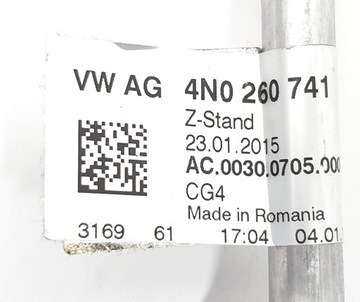 VW AG 4N0 260 741
Z-Stand
23.01.2015
AC.0030.0705.000
CG4
Made in Romania
3169 61 17:04 04.01